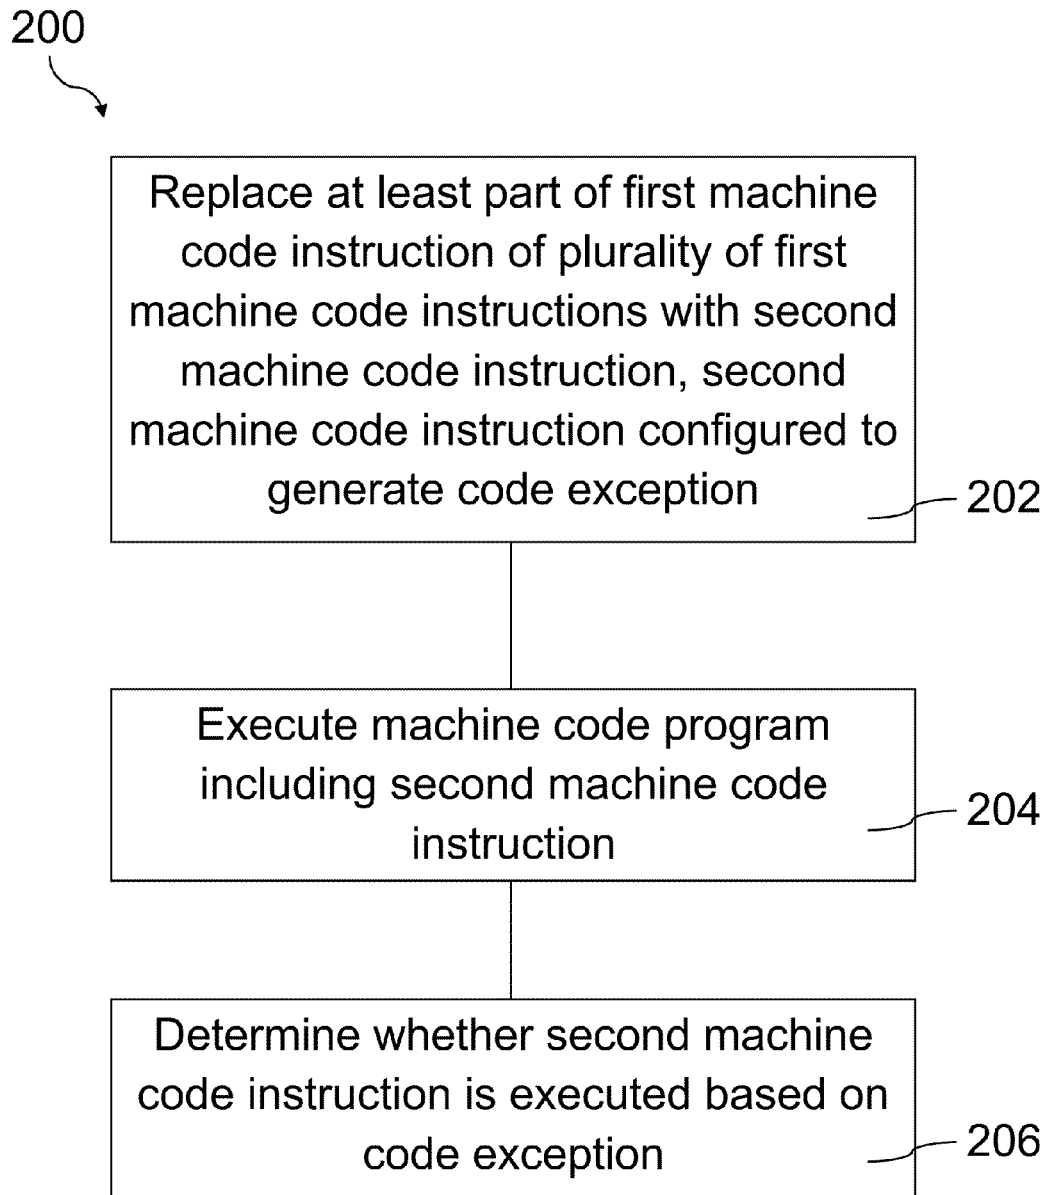 200
Replace at least part of first machine
code instruction of plurality of first
machine code instructions with second
machine code instruction, second
machine code instruction configured to
generate code exception
202
Execute machine code program
including second machine code
instruction
204
Determine whether second machine
code instruction is executed based on
code exception
206